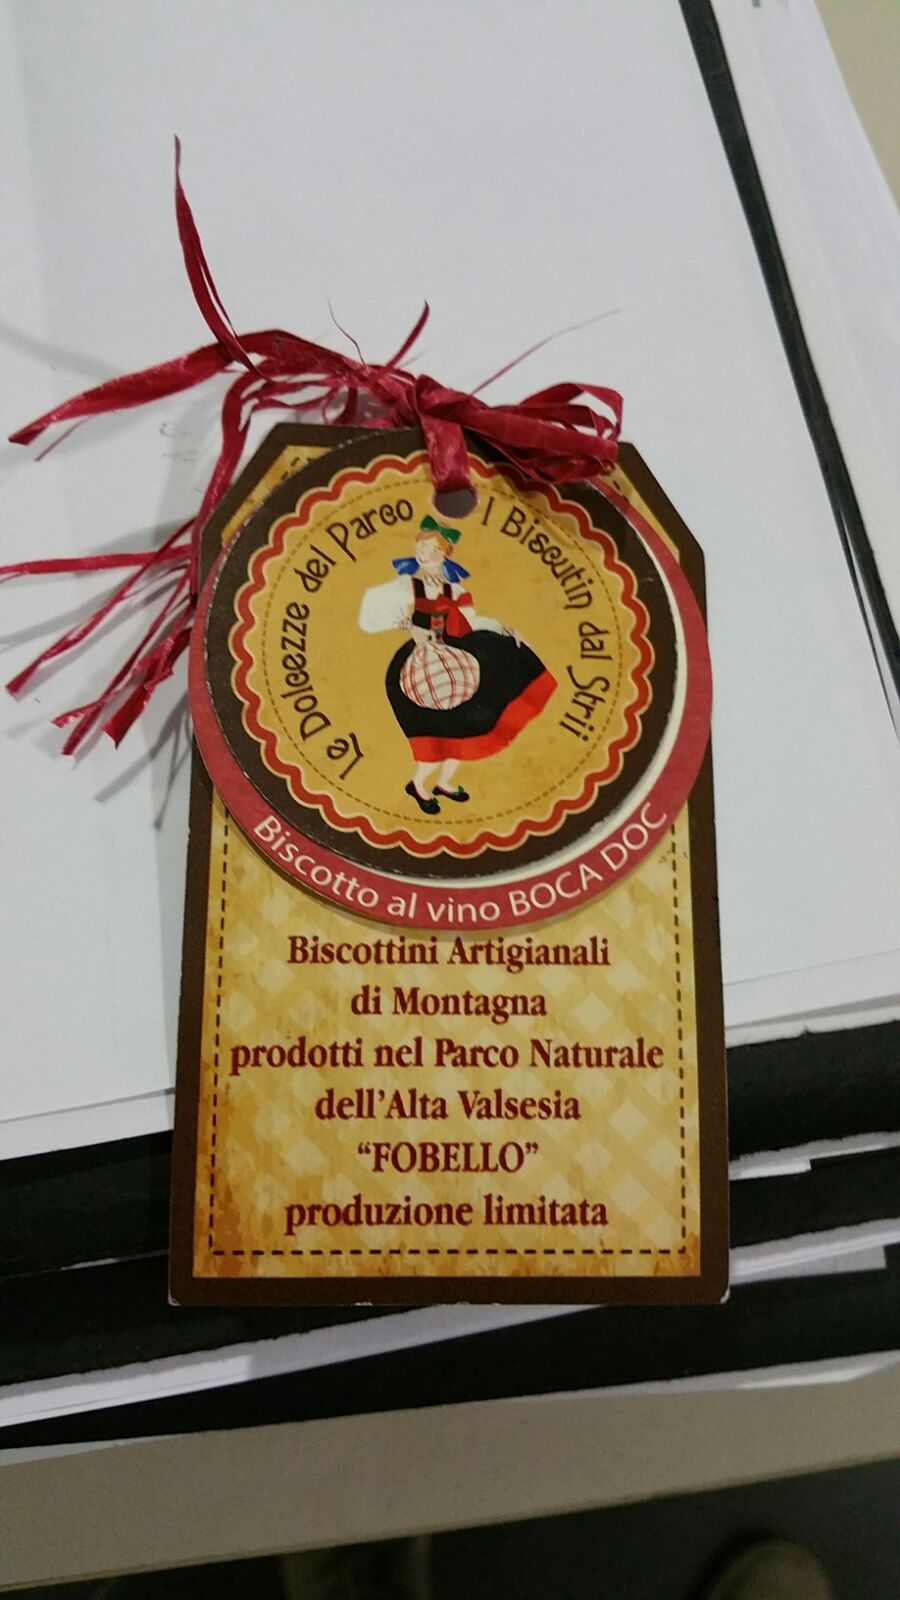 Le Dolcezze del Parco
I Biscutin dal Strii
Biscotto al vino BOCA DOC
Biscottini Artigianali
di Montagna
prodotti nel Parco Naturale
dell'Alta Valsesia
“FOBELLO”
produzione limitata